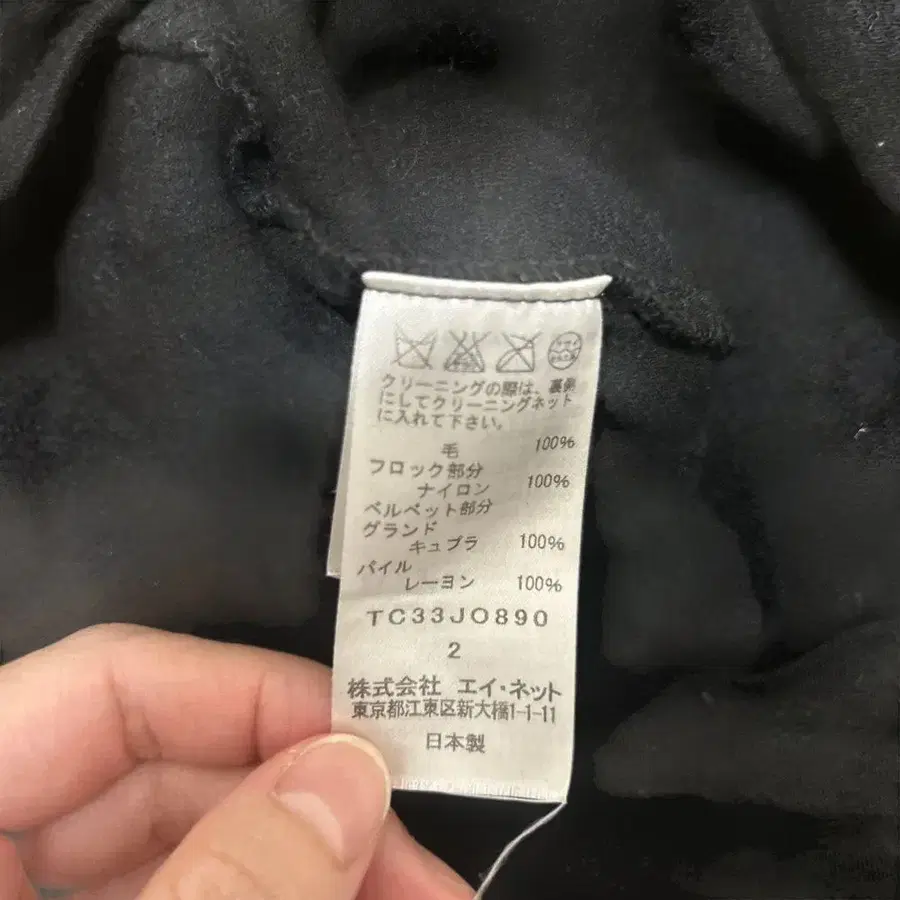 クリーニングの際は、裏側
にしてクリーニングネット
に入れて下さい。
毛 100%
フロック部分
ナイロン 100%
ベルベット部分
グランド
キュプラ 100%
パイル
レーヨン 100%
TC33JO890
2
株式会社 エイ・ネット
東京都江東区新大橋1-1-11
日本製